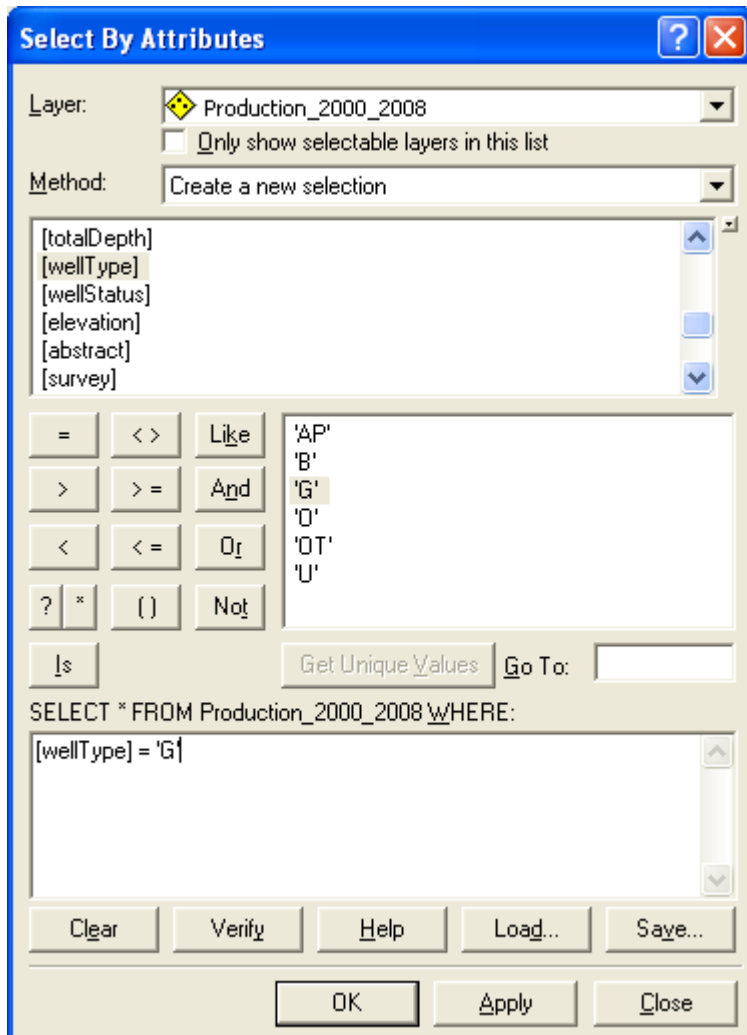 Select By Attributes
Layer: Production_2000_2008
Only show selectable layers in this list
Method: Create a new selection
[totalDepth]
[wellType]
[wellStatus]
[elevation]
[abstract]
[survey]
= < > Like
> > = And
< < = Or
? * ( ) Not
Is
'AP'
'B'
'G'
'O'
'OT'
'U'
Get Unique Values Go To:
SELECT * FROM Production_2000_2008 WHERE:
[wellType] = 'G'
Clear Verify Help Load... Save...
OK Apply Close